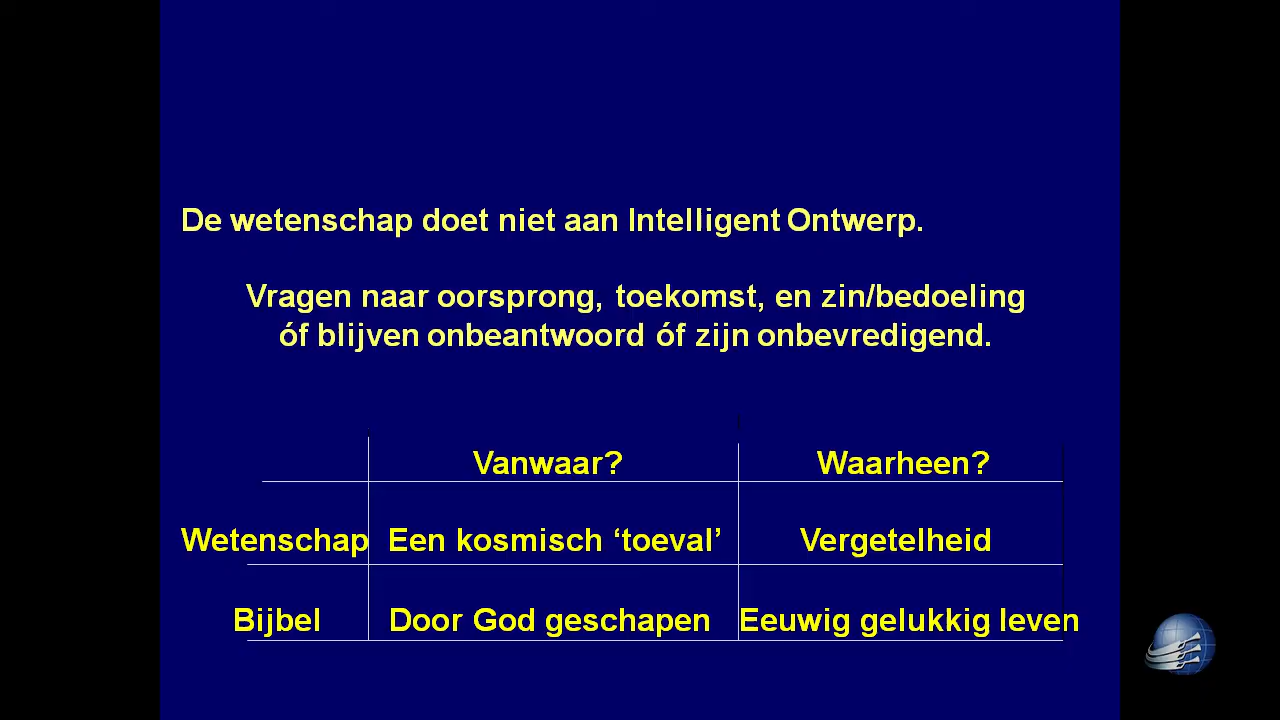 De wetenschap doet niet aan Intelligent Ontwerp.
Vragen naar oorsprong, toekomst, en zin/bedoeling
óf blijven onbeantwoord óf zijn onbevredigend.
Vanwaar? Waarheen?
Wetenschap Een kosmisch ‘toeval’ Vergetelheid
Bijbel Door God geschapen Eeuwig gelukkig leven